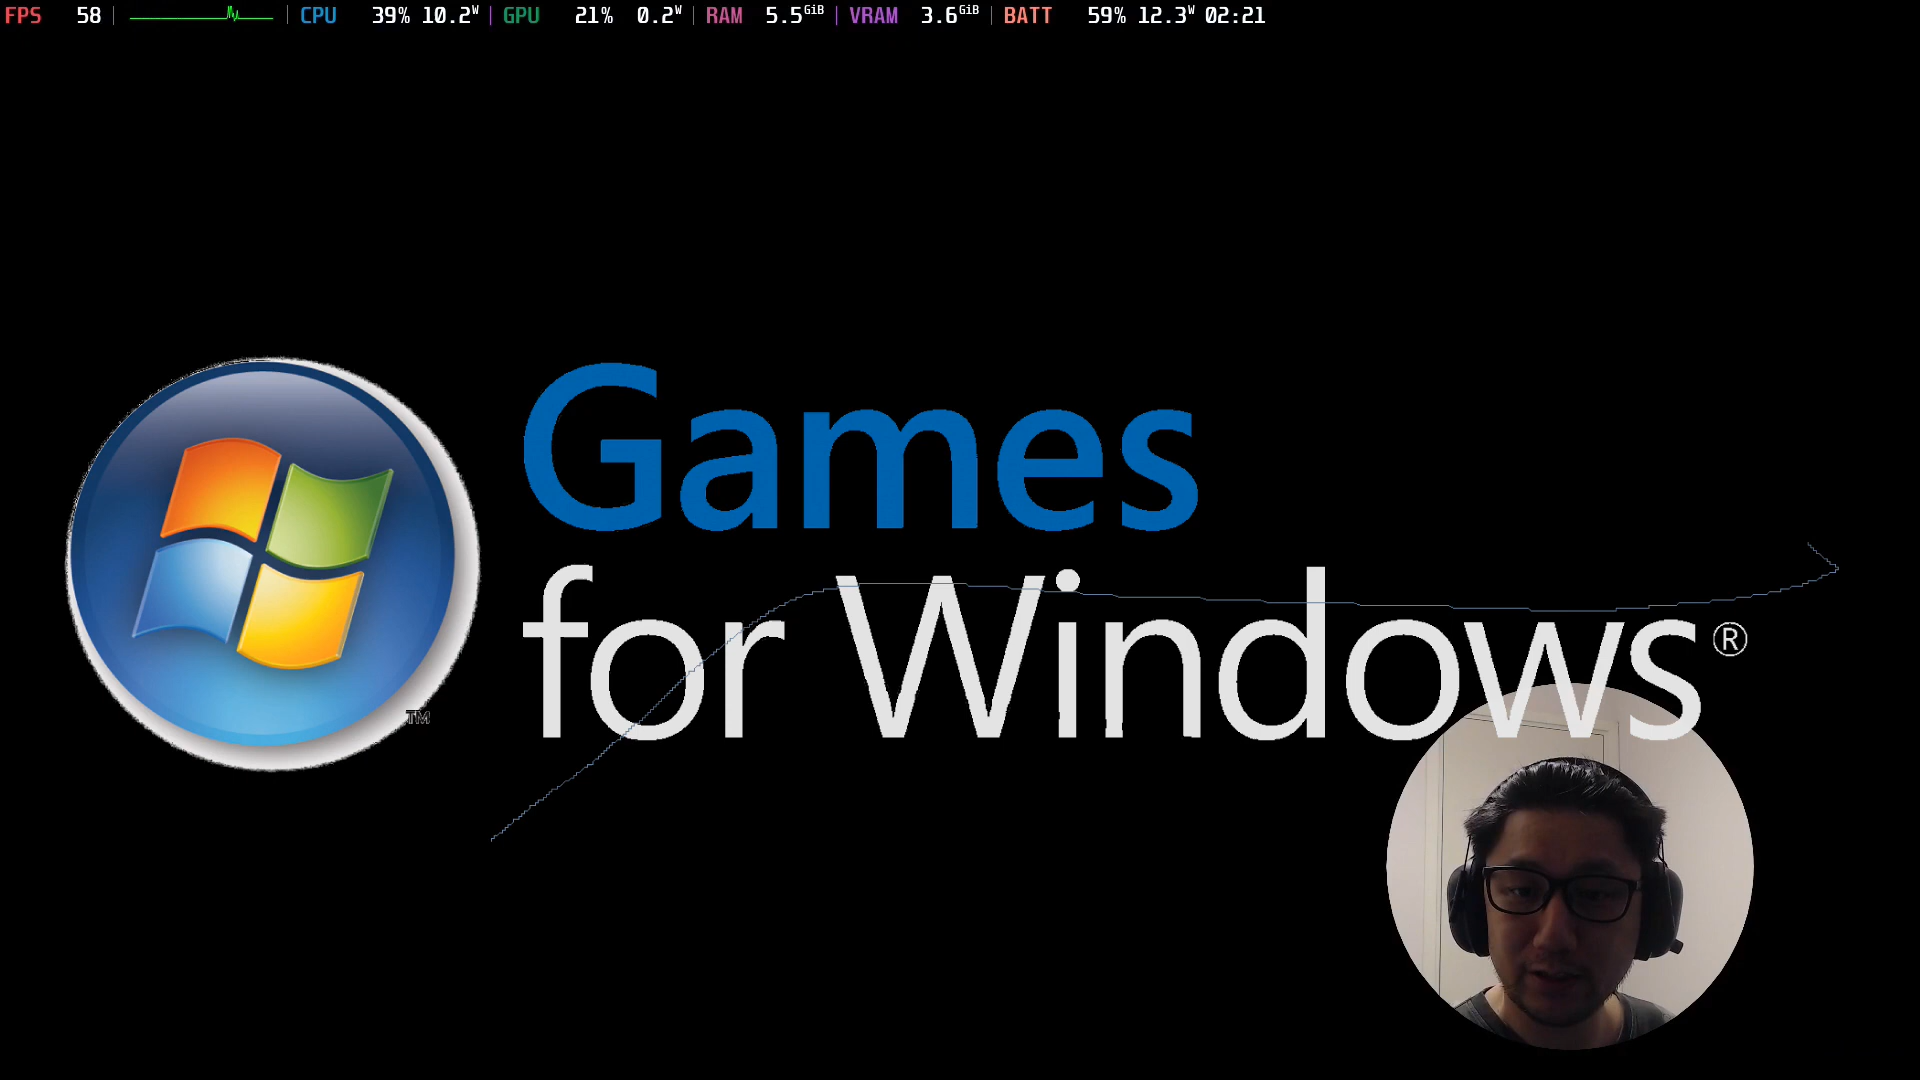 FPS 58 CPU 39% 10.2W GPU 21% 0.2W RAM 5.5GiB VRAM 3.6GiB BATT 59% 12.3W 02:21
Games
for Windows®
TM